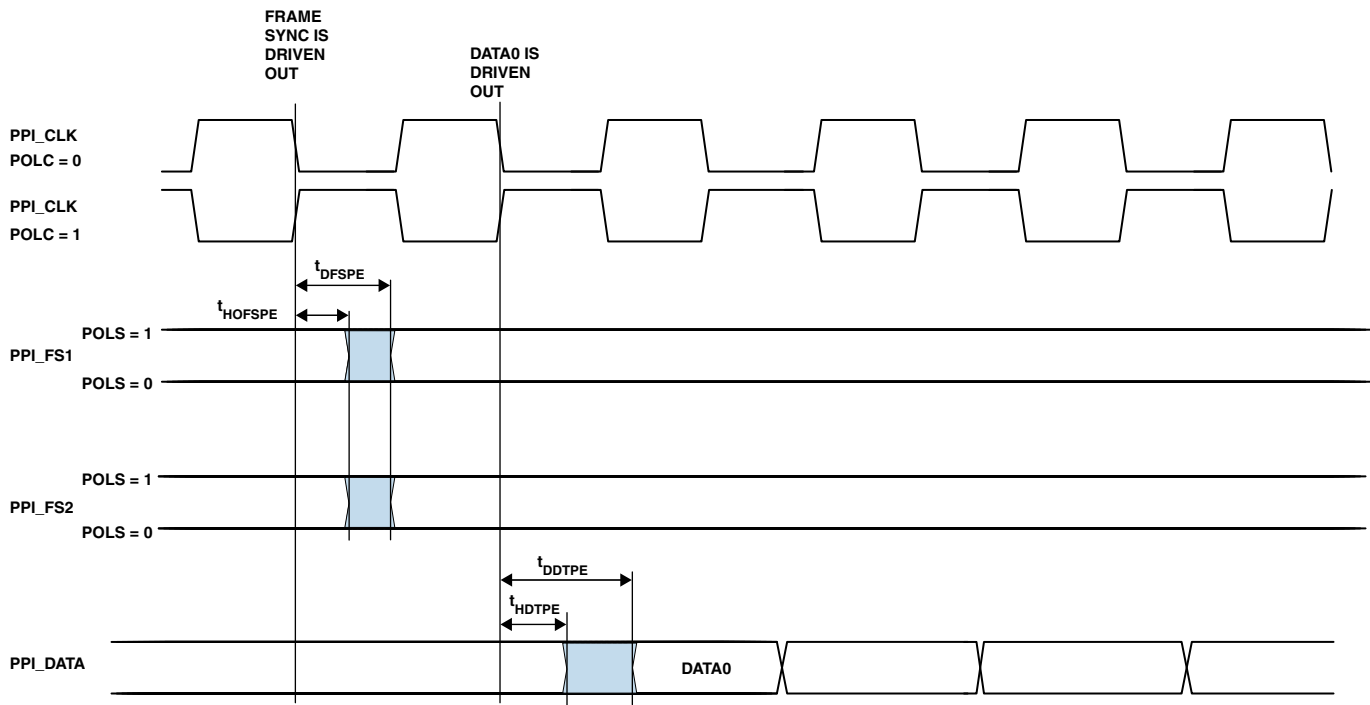 FRAME
SYNC IS
DRIVEN
OUT
DATA0 IS
DRIVEN
OUT
PPI_CLK
POLC = 0
PPI_CLK
POLC = 1
tDFSPE
tHOFSPE
POLS = 1
PPI_FS1
POLS = 0
POLS = 1
PPI_FS2
POLS = 0
tDDTPE
tHDTPE
PPI_DATA
DATA0